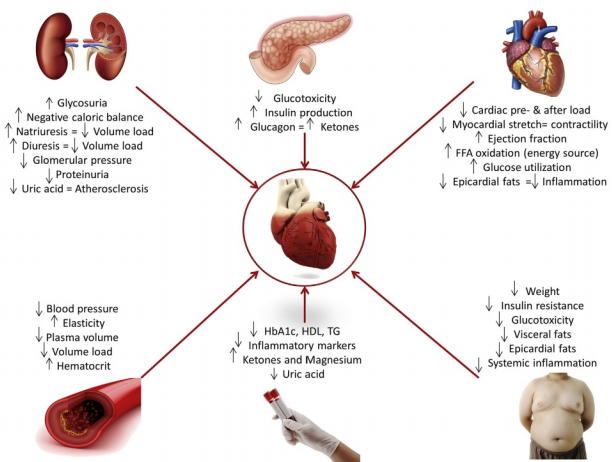 ↑ Glycosuria
↑ Negative caloric balance
↑ Natriuresis = ↓ Volume load
↑ Diuresis = ↓ Volume load
↓ Glomerular pressure
↓ Proteinuria
↓ Uric acid = Atherosclerosis
↓ Glucotoxicity
↑ Insulin production
↑ Glucagon = ↑ Ketones
↓ Cardiac pre- & after load
↓ Myocardial stretch= contractility
↑ Ejection fraction
↑ FFA oxidation (energy source)
↑ Glucose utilization
↓ Epicardial fats =↓ Inflammation
↓ Blood pressure
↑ Elasticity
↓ Plasma volume
↓ Volume load
↑ Hematocrit
↓ HbA1c, HDL, TG
↓ Inflammatory markers
↑ Ketones and Magnesium
↓ Uric acid
↓ Weight
↓ Insulin resistance
↓ Glucotoxicity
↓ Visceral fats
↓ Epicardial fats
↓ Systemic inflammation